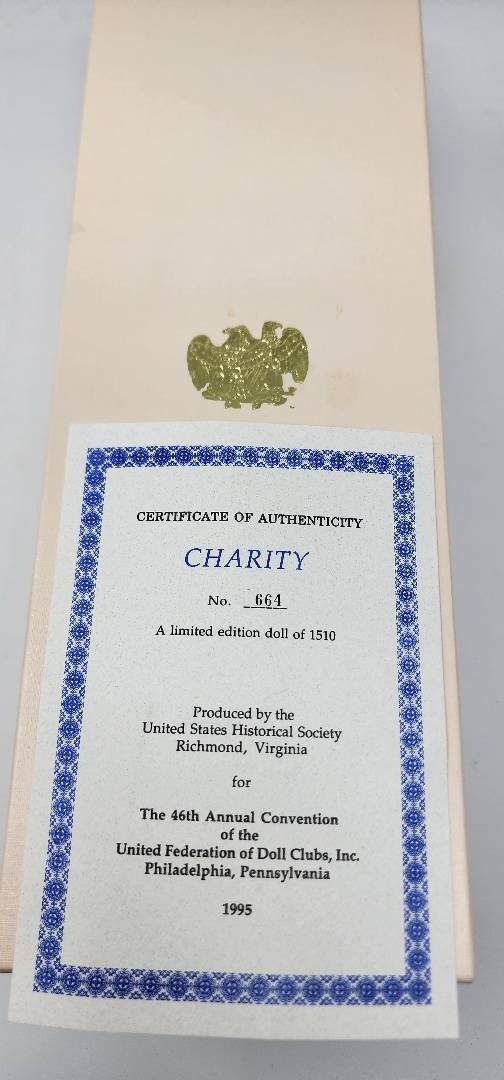 CERTIFICATE OF AUTHENTICITY
CHARITY
No. 664
A limited edition doll of 1510
Produced by the
United States Historical Society
Richmond, Virginia
for
The 46th Annual Convention
of the
United Federation of Doll Clubs, Inc.
Philadelphia, Pennsylvania
1995